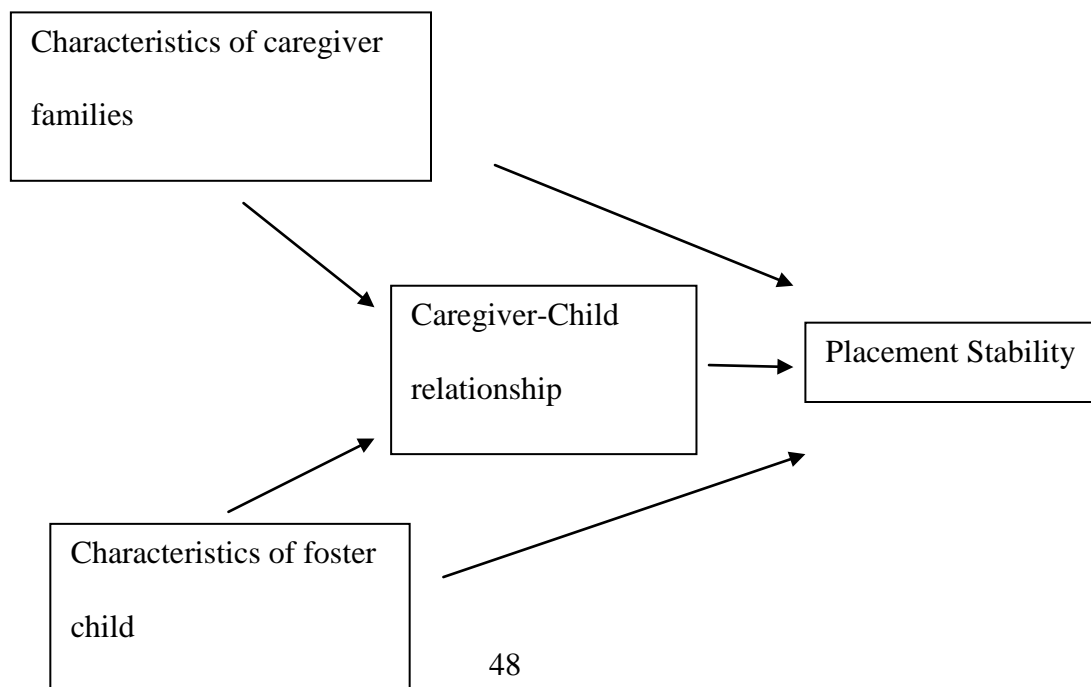 Characteristics of caregiver
families
Caregiver-Child
relationship
Placement Stability
Characteristics of foster
child
48